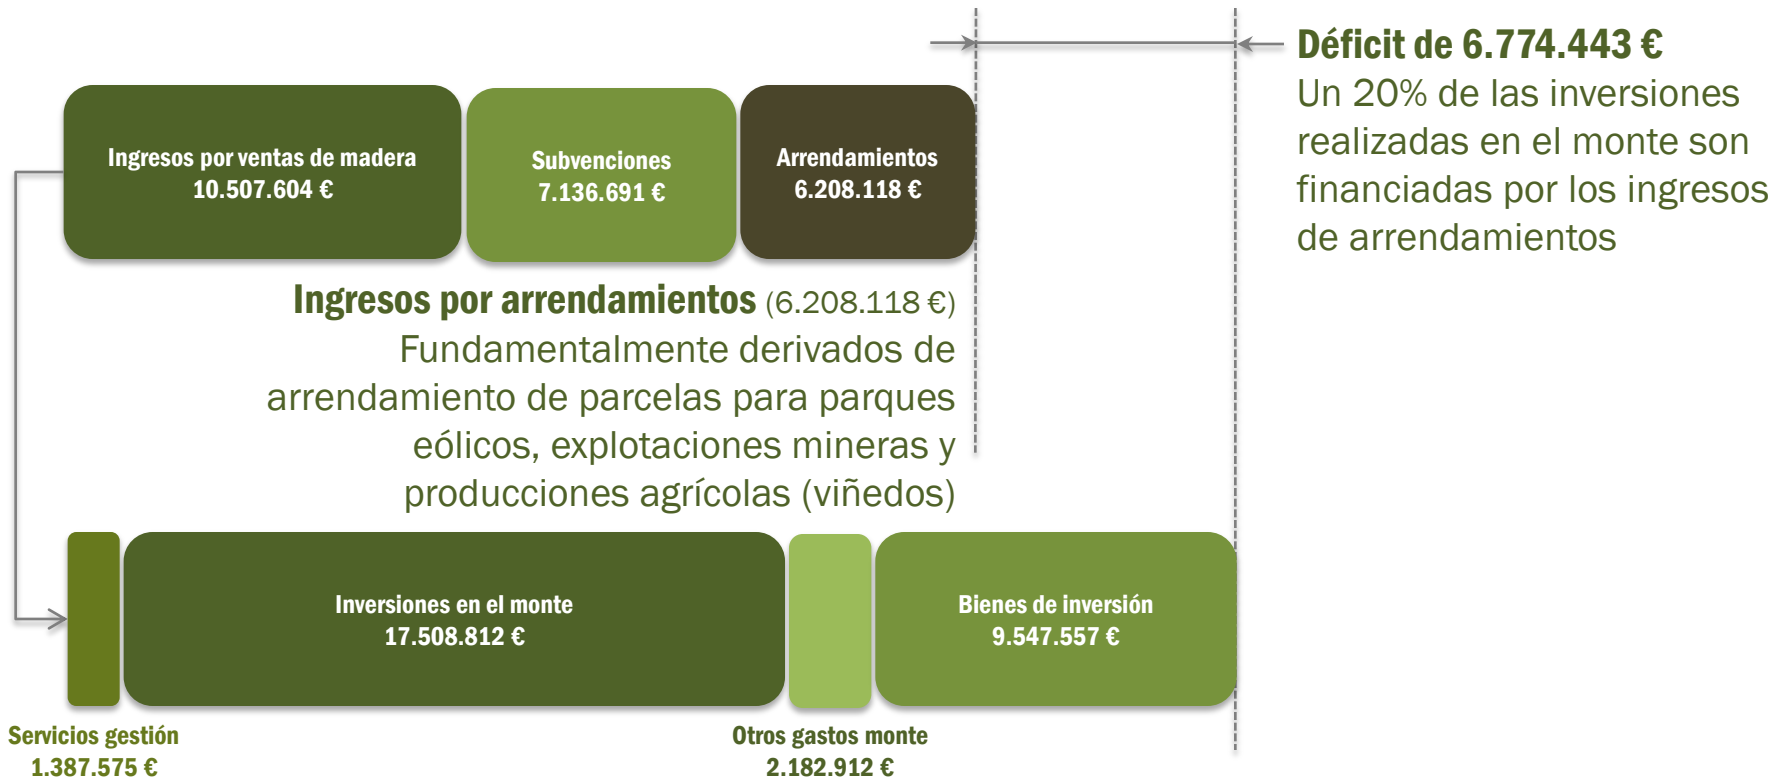 Déficit de 6.774.443 €
Un 20% de las inversiones
realizadas en el monte son
financiadas por los ingresos
de arrendamientos
Ingresos por ventas de madera
10.507.604 €
Subvenciones
7.136.691 €
Arrendamientos
6.208.118 €
Ingresos por arrendamientos (6.208.118 €)
Fundamentalmente derivados de
arrendamiento de parcelas para parques
eólicos, explotaciones mineras y
producciones agrícolas (viñedos)
Inversiones en el monte
17.508.812 €
Bienes de inversión
9.547.557 €
Servicios gestión
1.387.575 €
Otros gastos monte
2.182.912 €